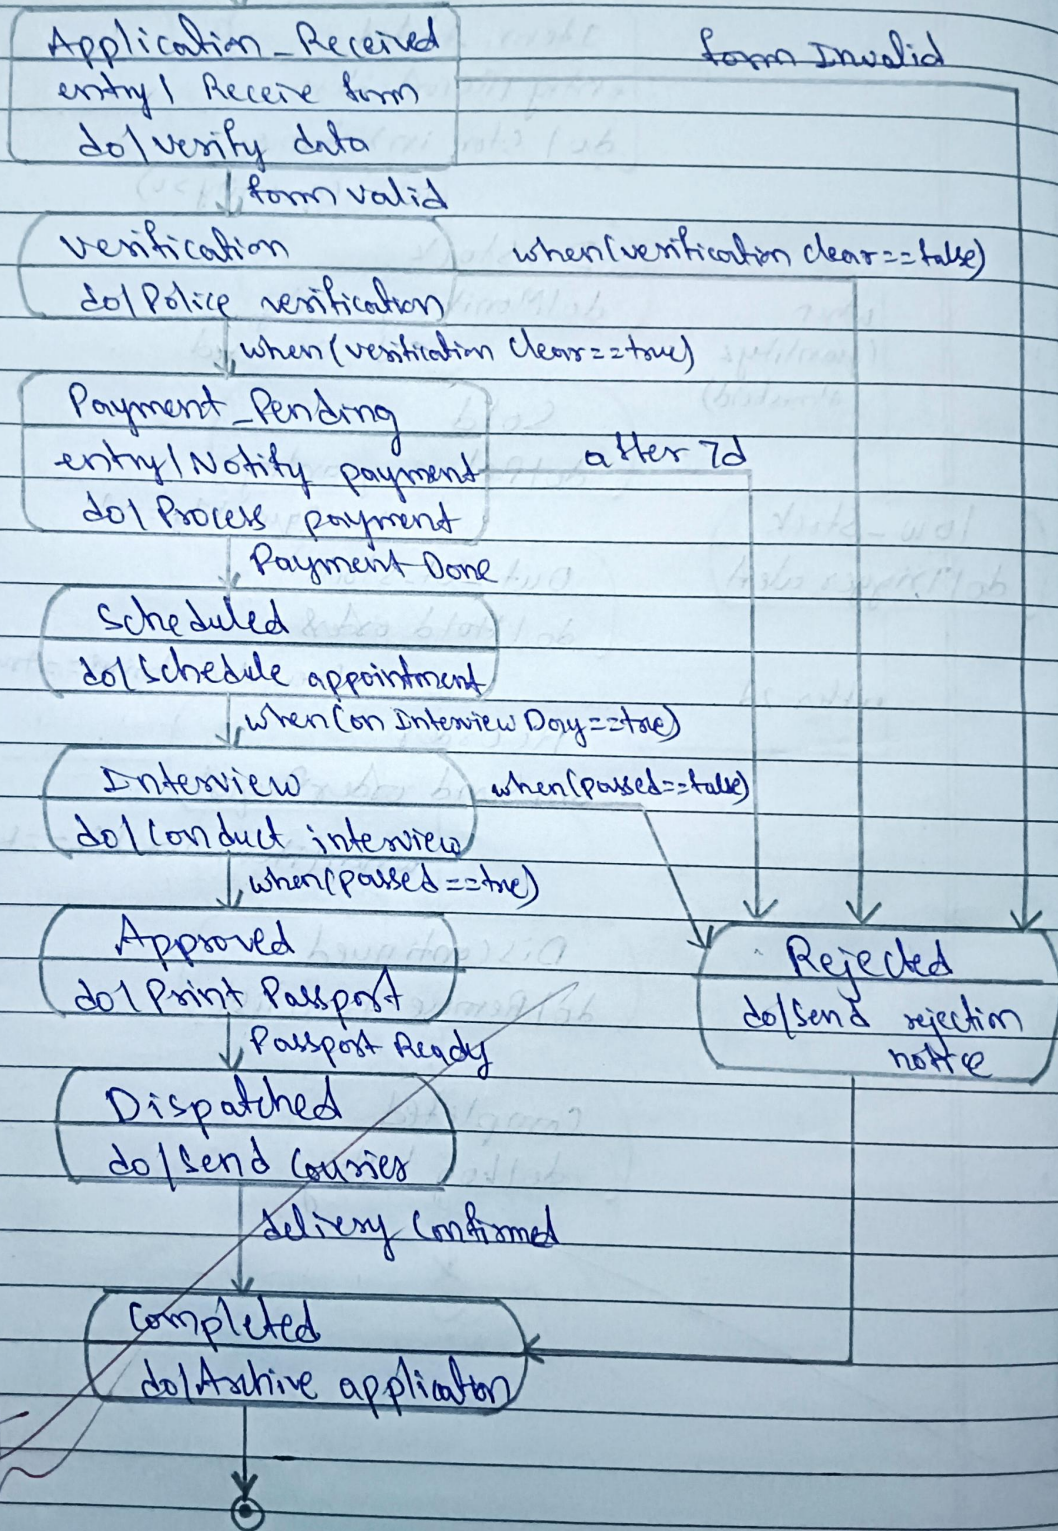 Application_Received
form Invalid
entry/ Receive form
do/verify data
form valid
verification
when(verification clear==false)
do/Police verification
when(verification clear==true)
Payment_Pending
after 7d
entry/Notify payment
do/Process payment
Payment Done
Scheduled
do/Schedule appointment
when(on Interview Day==true)
Interview
when(passed==false)
do/Conduct interview
when(passed==true)
Approved
Rejected
do/Print Passport
do/Send rejection
notice
Passport Ready
Dispatched
do/Send Courier
delivery Confirmed
Completed
do/Archive application